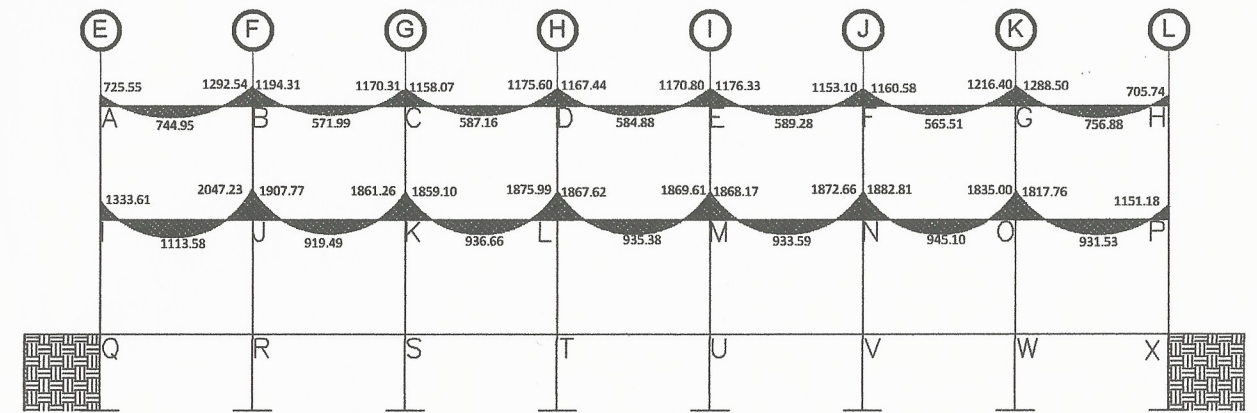 E F G H I J K L
725.55 1292.54 1194.31 1170.31 1158.07 1175.60 1167.44 1170.80 1176.33 1153.10 1160.58 1216.40 1288.50 705.74
A B C D E F G H
744.95 571.99 587.16 584.88 589.28 565.51 756.88
1333.61 2047.23 1907.77 1861.26 1859.10 1875.99 1867.62 1869.61 1868.17 1872.66 1882.81 1835.00 1817.76 1151.18
I J K L M N O P
1113.58 919.49 936.66 935.38 933.59 945.10 931.53
Q R S T U V W X